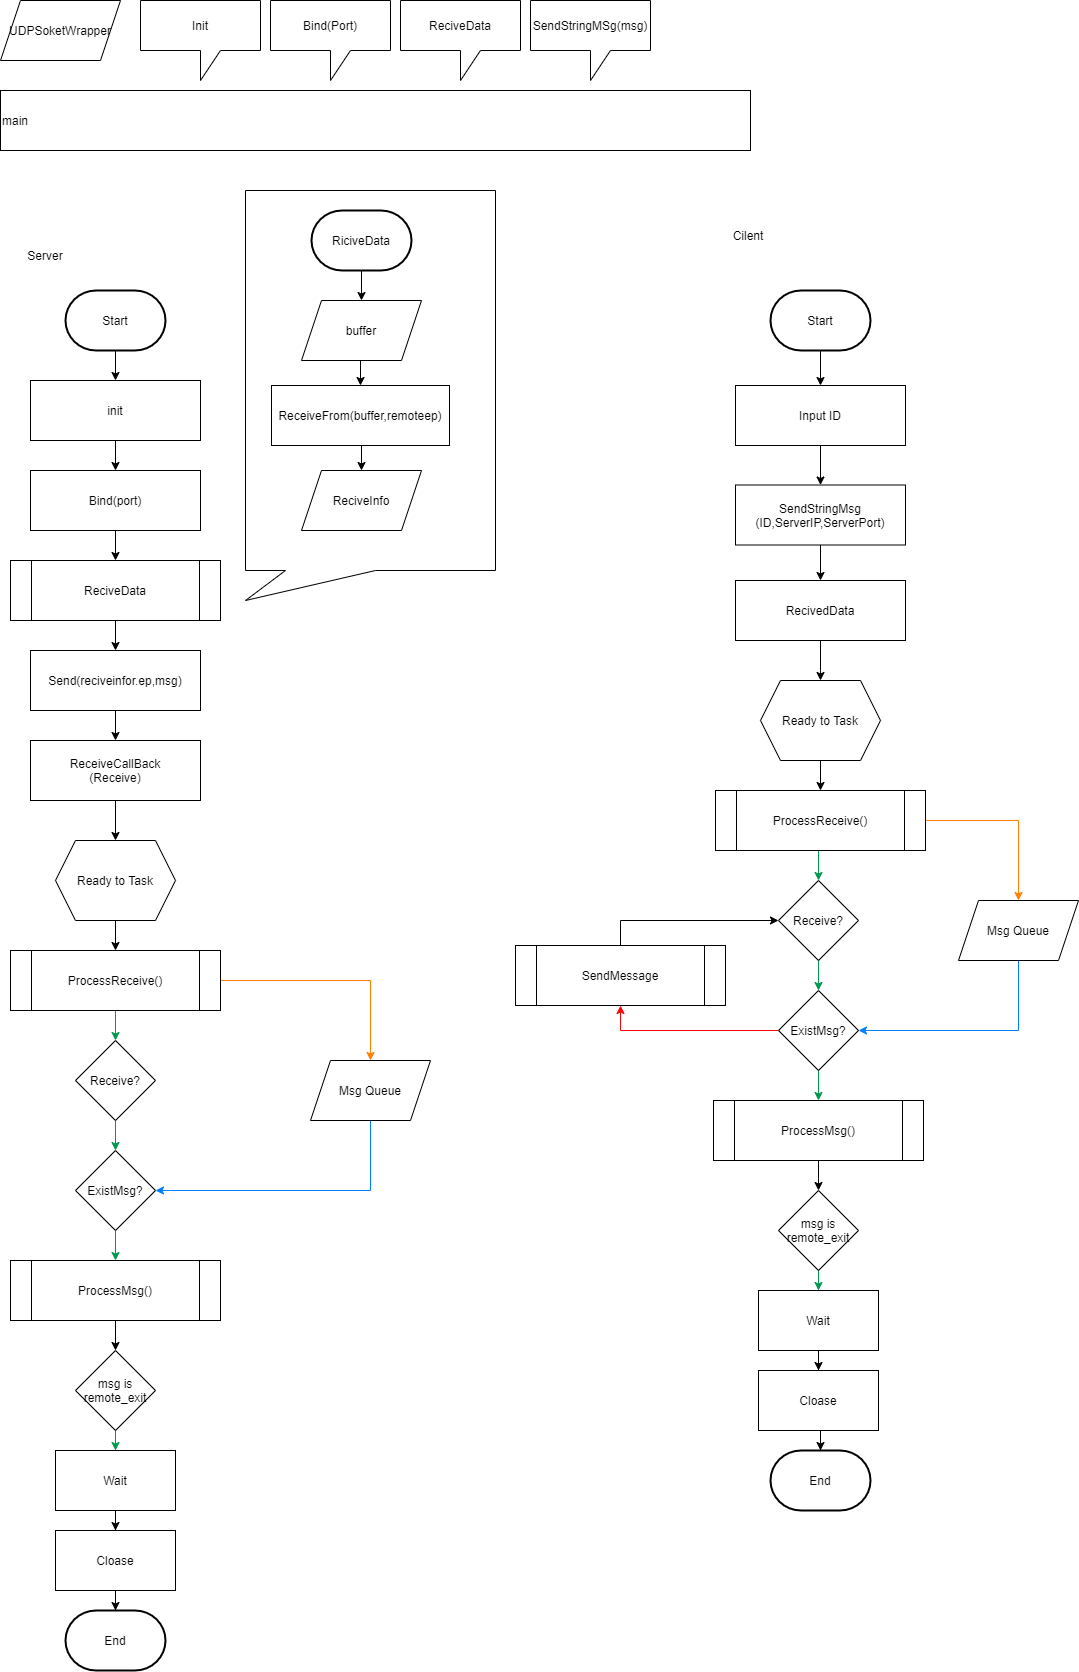 UDPSoketWrapper
Init
Bind(Port)
ReciveData
SendStringMSg(msg)
main
Server
Start
init
Bind(port)
ReciveData
Send(reciveinfor.ep,msg)
ReceiveCallBack
(Receive)
Ready to Task
ProcessReceive()
Receive?
Msg Queue
ExistMsg?
ProcessMsg()
msg is
remote_exit
Wait
Cloase
End
RiciveData
buffer
ReceiveFrom(buffer,remoteep)
ReciveInfo
Cilent
Start
Input ID
SendStringMsg
(ID,ServerIP,ServerPort)
RecivedData
Ready to Task
ProcessReceive()
Receive?
Msg Queue
SendMessage
ExistMsg?
ProcessMsg()
msg is
remote_exit
Wait
Cloase
End